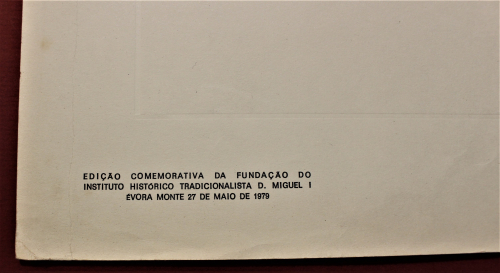 EDIÇÃO COMEMORATIVA DA FUNDAÇÃO DO
INSTITUTO HISTÓRICO TRADICIONALISTA D. MIGUEL I
ÉVORA MONTE 27 DE MAIO DE 1979